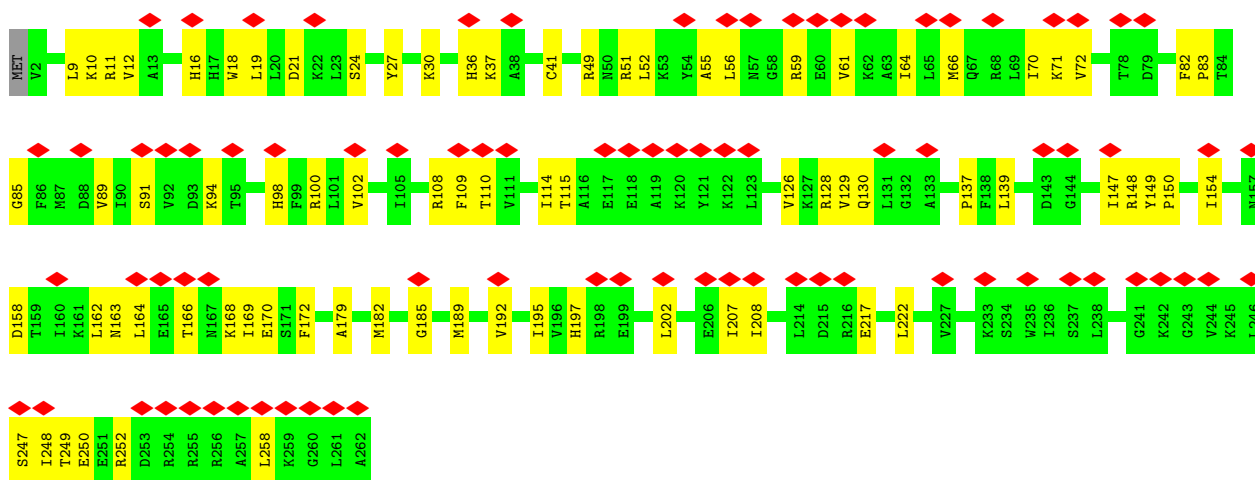 MET V2 L9 K10 R11 V12 A13 H16 H17 W18 L19 L20 D21 K22 L23 S24 Y27 K30 H36 K37 A38 C41 R49 N50 R51 L52 K53 Y54 A55 L56 N57 G58 R59 E60 V61 K62 A63 I64 L65 M66 Q67 R68 L69 I70 K71 V72 T78 D79 F82 P83 T84
G85 F86 M87 D88 V89 I90 S91 V92 D93 K94 T95 H98 F99 R100 L101 V102 I105 R108 F109 T110 V111 I114 T115 A116 E117 E118 A119 K120 Y121 K122 L123 V126 K127 R128 V129 Q130 L131 G132 A133 P137 F138 L139 D143 G144 I147 R148 Y149 P150 I154 N157
D158 T159 I160 K161 L162 N163 L164 E165 T166 N167 K168 I169 E170 S171 F172 A179 M182 G185 M189 V192 I195 V196 H197 R198 E199 L202 E206 I207 I208 L214 D215 R216 E217 L222 V227 K233 S234 W235 I236 S237 L238 G241 K242 G243 V244 K245
S247 I248 T249 E250 E251 R252 D253 R254 R255 R256 A257 L258 K259 G260 L261 A262